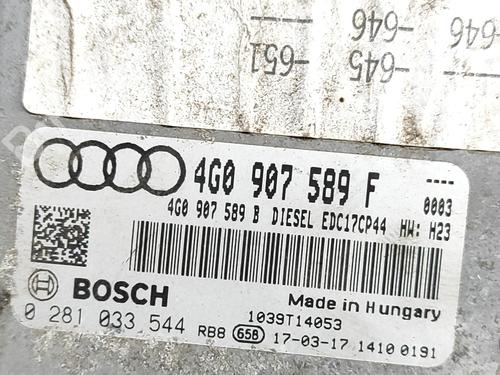 -646 -646
-651 -645 ----
4G0 907 589 F ----
4G0 907 589 B DIESEL EDC17CP44 0003 HW: H23
BOSCH Made in Hungary
0 281 033 544 1039T14053
RB8 658 17-03-17 1410 0191